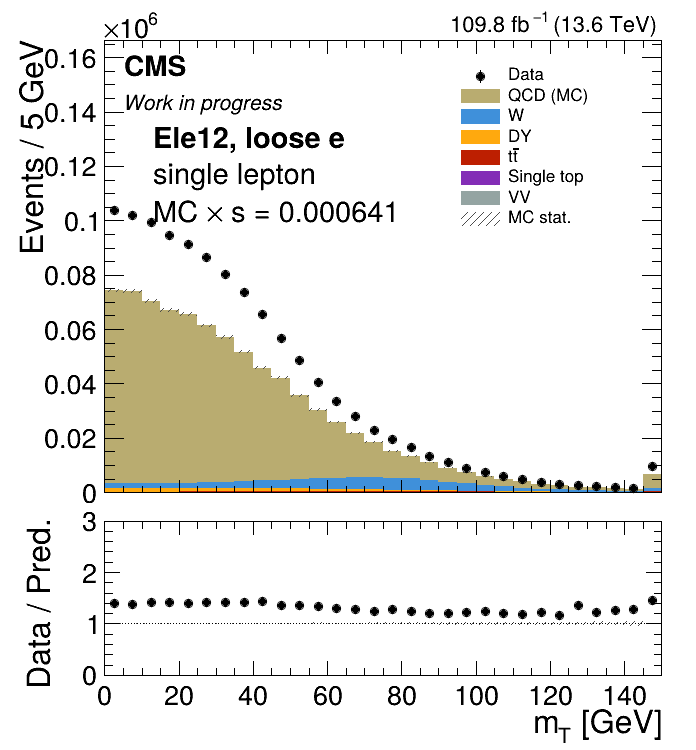 ×10⁶
109.8 fb⁻¹ (13.6 TeV)
Events / 5 GeV
0.16
0.14
0.12
0.1
0.08
0.06
0.04
0.02
0
CMS
Work in progress
Ele12, loose e
single lepton
MC × s = 0.000641
Data
QCD (MC)
W
DY
tt̄
Single top
VV
MC stat.
Data / Pred.
3
2
1
0
0 20 40 60 80 100 120 140
m_T [GeV]